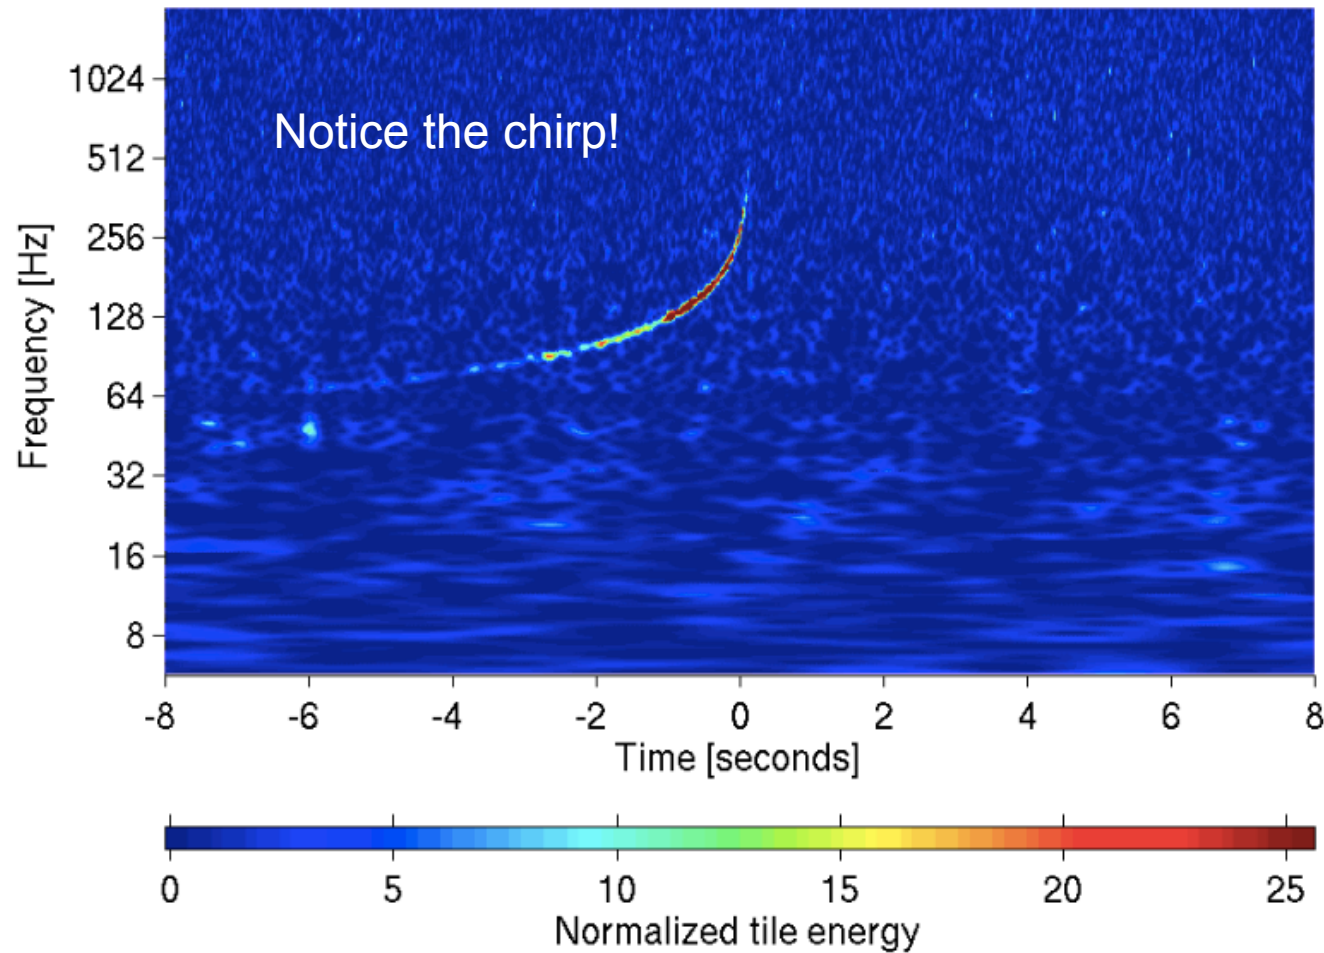 Notice the chirp!
Frequency [Hz]
1024
512
256
128
64
32
16
8
-8 -6 -4 -2 0 2 4 6 8
Time [seconds]
0 5 10 15 20 25
Normalized tile energy